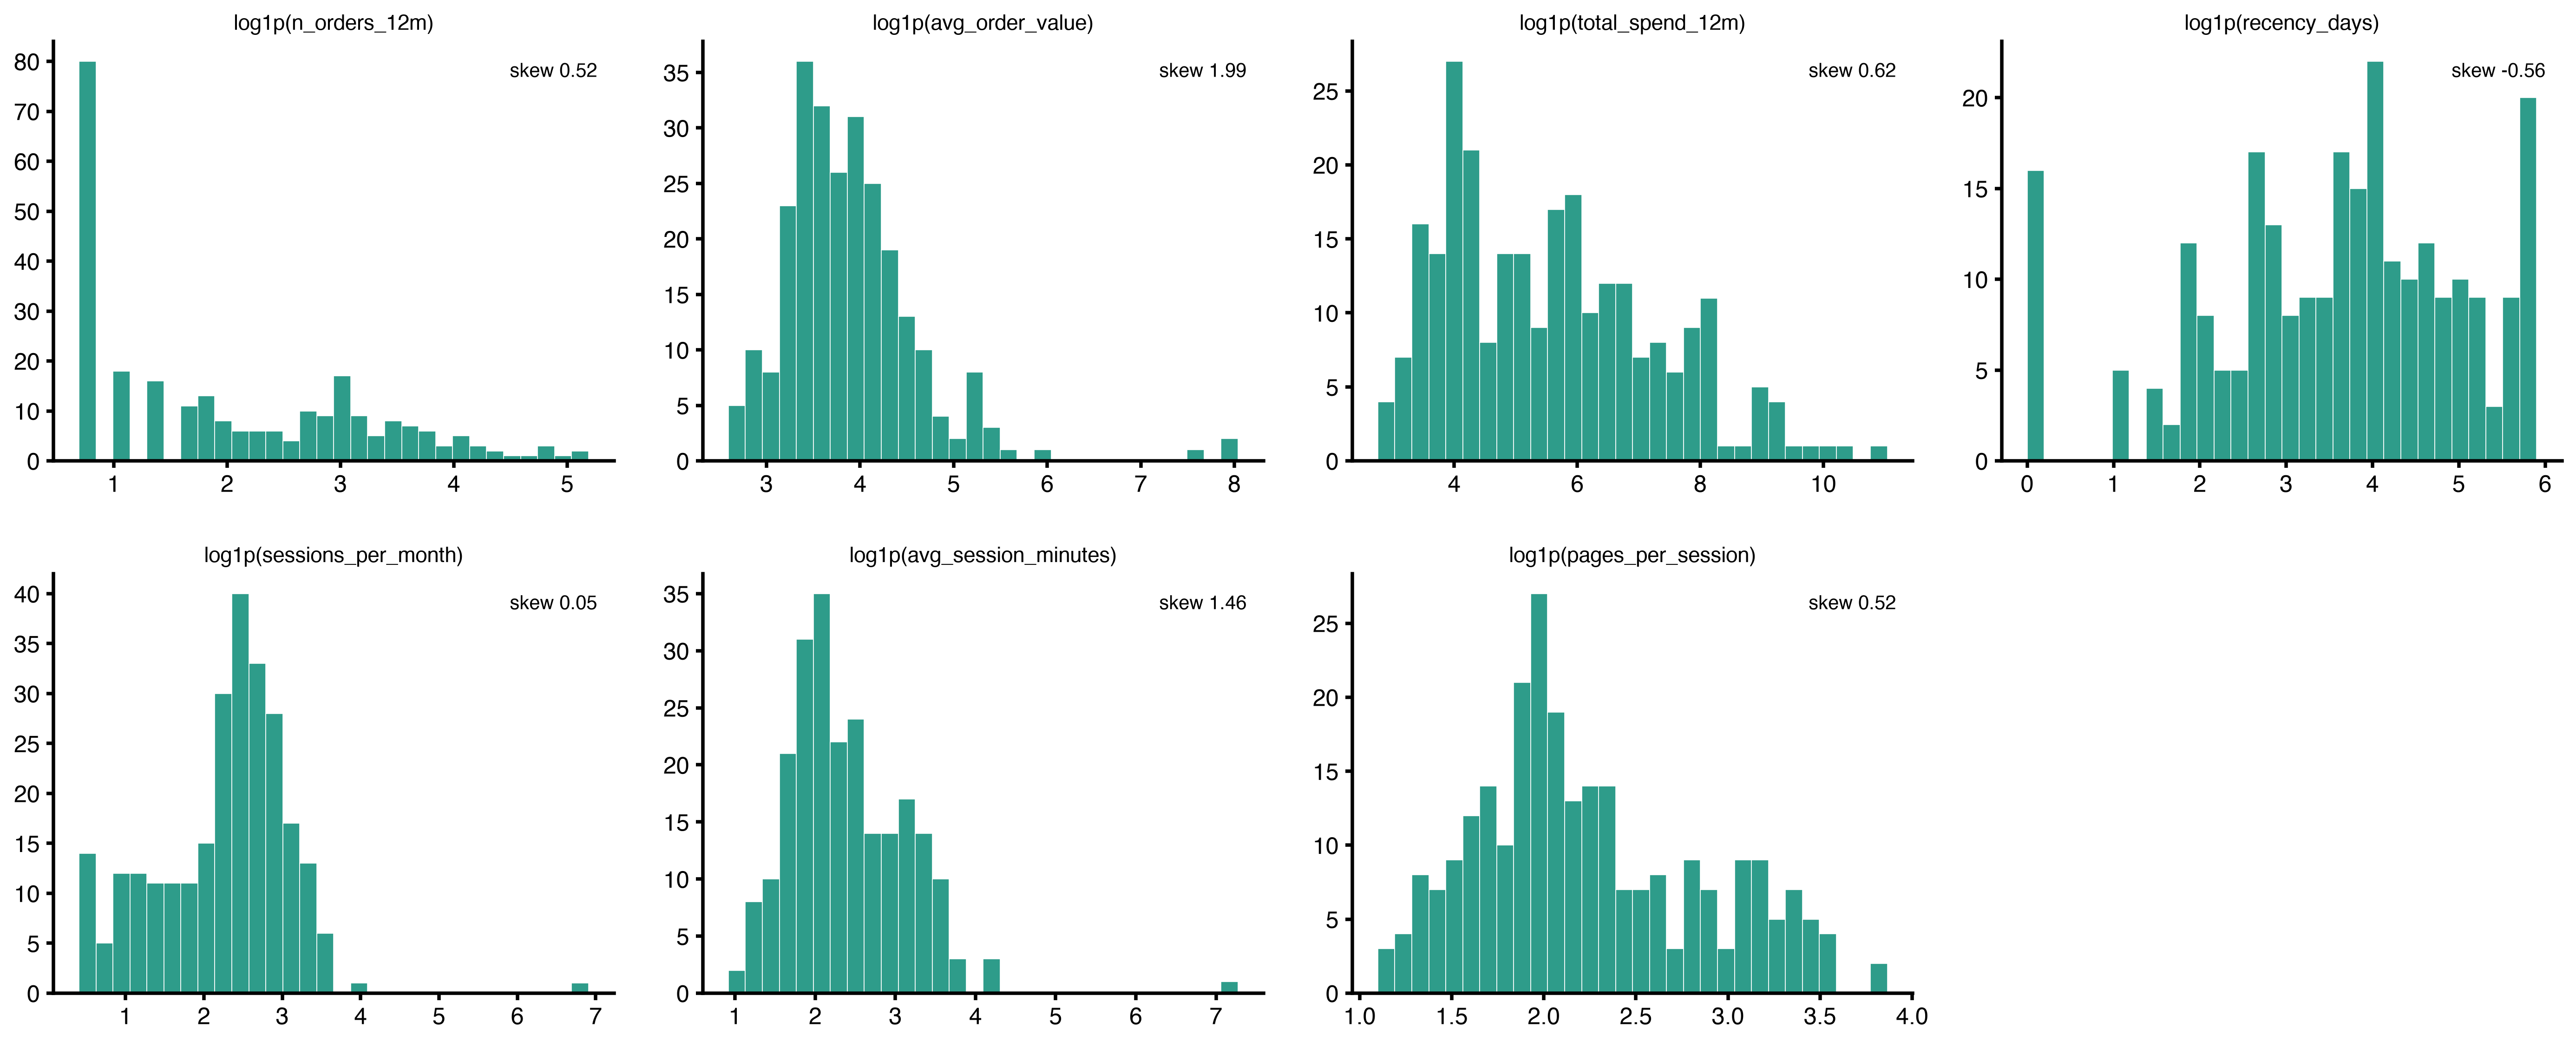 log1p(n_orders_12m)
skew 0.52
80
70
60
50
40
30
20
10
0
1 2 3 4 5
log1p(avg_order_value)
skew 1.99
35
30
25
20
15
10
5
0
3 4 5 6 7 8
log1p(total_spend_12m)
skew 0.62
25
20
15
10
5
0
4 6 8 10
log1p(recency_days)
skew -0.56
20
15
10
5
0
0 1 2 3 4 5 6
log1p(sessions_per_month)
skew 0.05
40
35
30
25
20
15
10
5
0
1 2 3 4 5 6 7
log1p(avg_session_minutes)
skew 1.46
35
30
25
20
15
10
5
0
1 2 3 4 5 6 7
log1p(pages_per_session)
skew 0.52
25
20
15
10
5
0
1.0 1.5 2.0 2.5 3.0 3.5 4.0